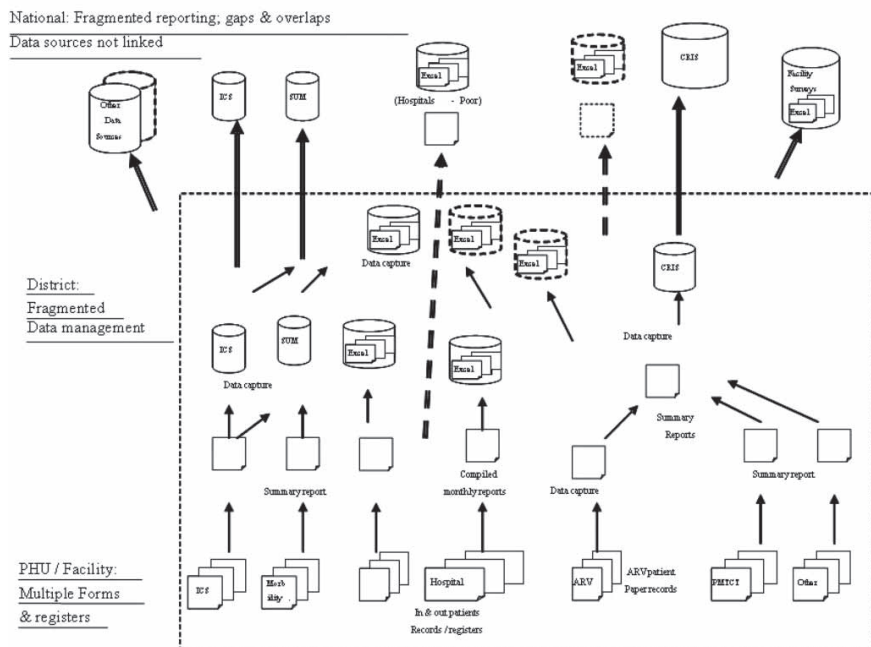 National: Fragmented reporting; gaps & overlaps
Data sources not linked
Other
Data
Sources
ICS
SUM
Excel
(Hospitals - Poor)
Excel
CRIS
Facility
Surveys
Excel
Excel
Data capture
Excel
Excel
CRIS
District:
Fragmented
Data management
ICS
SUM
Excel
Excel
Data capture
Data capture
Summary
Reports
Summary report
Compiled
monthly reports
Data capture
Summary report
PHU / Facility:
Multiple Forms
& registers
ICS
Morb
ility .
Hospital
In & out patients
Records / registers
ARV
ARVpatient
Paper records
PMTCT
Other